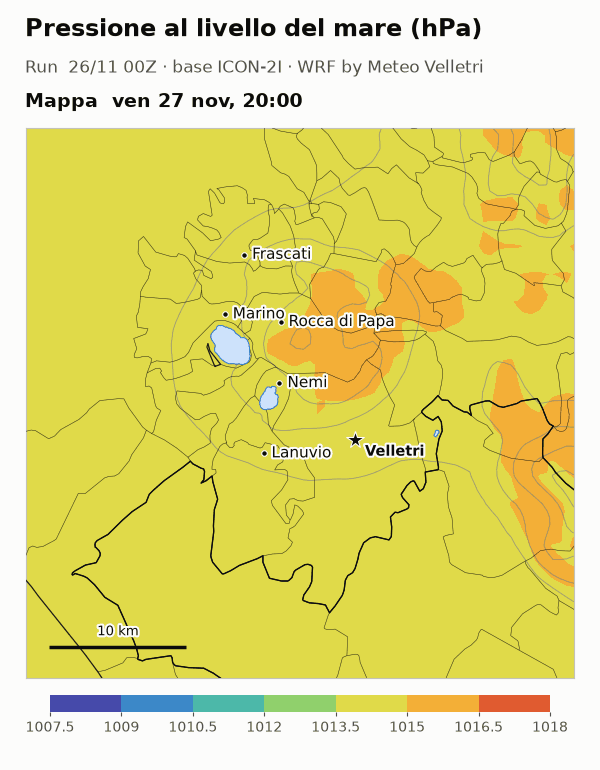 Pressione al livello del mare (hPa)
Run 26/11 00Z · base ICON-2I · WRF by Meteo Velletri
Mappa ven 27 nov, 20:00
Frascati
Marino
Rocca di Papa
Nemi
Velletri
Lanuvio
10 km
1007.5 1009 1010.5 1012 1013.5 1015 1016.5 1018